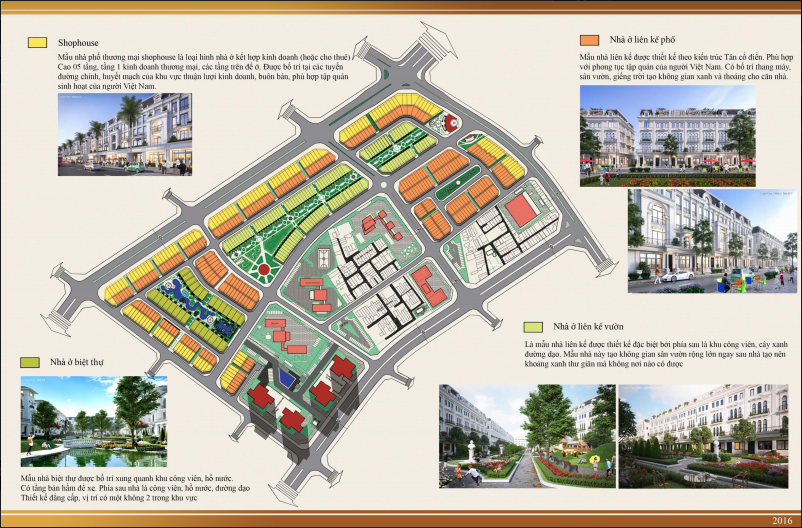 Shophouse
Mẫu nhà phố thương mại shophouse là loại hình nhà ở kết hợp kinh doanh (hoặc cho thuê)
Cao 05 tầng, tầng 1 kinh doanh thương mại, các tầng trên để ở. Được bố trí tại các tuyến
đường chính, huyết mạch của khu vực thuận lượi kinh doanh, buôn bán, phù hợp tập quán
sinh hoạt của người Việt Nam.
Nhà ở liên kế phố
Mẫu nhà liên kế được thiết kế theo kiến trúc Tân cổ điển. Phù hợp
với phong tục tập quán của người Việt Nam. Có bố trí thang máy,
sân vườn, giếng trời tạo không gian xanh và thoáng cho căn nhà.
Nhà ở liên kế vườn
Là mẫu nhà liên kế được thiết kế đặc biệt bởi phía sau là khu công viên, cây xanh
đường dạo. Mẫu nhà này tạo không gian sân vườn rộng lớn ngay sau nhà tạo nên
khoảng xanh thư giãn mà không nơi nào có được
Nhà ở biệt thự
Mẫu nhà biệt thự được bố trí xung quanh khu công viên, hồ nước.
Có tầng bán hầm để xe. Phía sau nhà là công viên, hồ nước, đường dạo
Thiết kế đẳng cấp, vị trí có một không 2 trong khu vực
2016